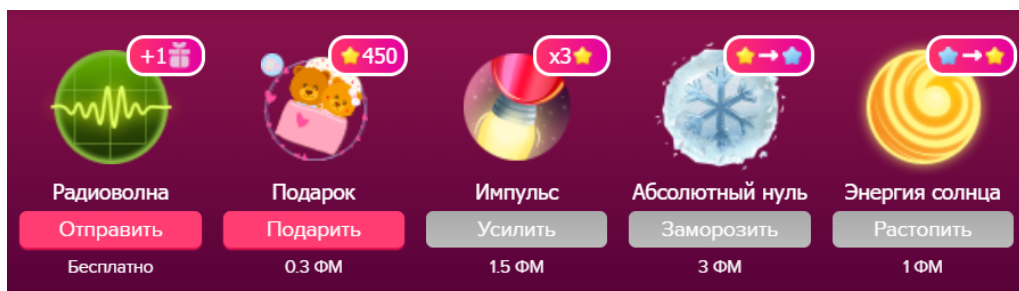 +1
450
x3
Радиоволна
Подарок
Импульс
Абсолютный нуль
Энергия солнца
Отправить
Подарить
Усилить
Заморозить
Растопить
Бесплатно
0.3 ФМ
1.5 ФМ
3 ФМ
1 ФМ